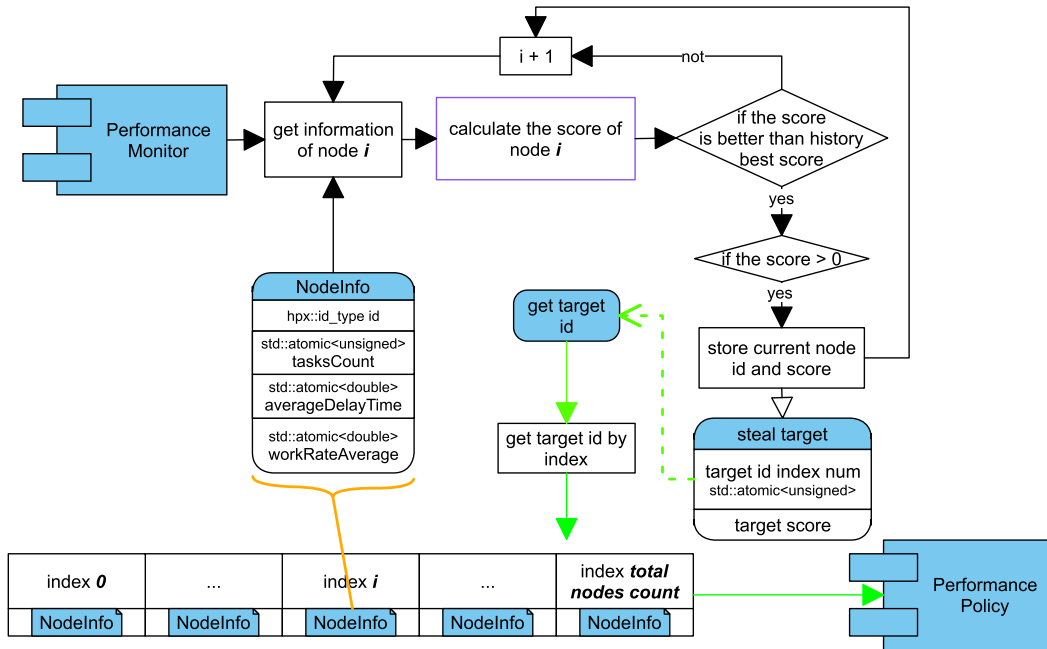 i + 1
not
Performance
Monitor
get information
of node i
calculate the score of
node i
if the score
is better than history
best score
yes
if the score > 0
yes
store current node
id and score
NodeInfo
hpx::id_type id
std::atomic<unsigned>
tasksCount
std::atomic<double>
averageDelayTime
std::atomic<double>
workRateAverage
get target
id
get target id by
index
steal target
target id index num
std::atomic<unsigned>
target score
index 0
...
index i
...
index total
nodes count
NodeInfo
NodeInfo
NodeInfo
NodeInfo
NodeInfo
Performance
Policy